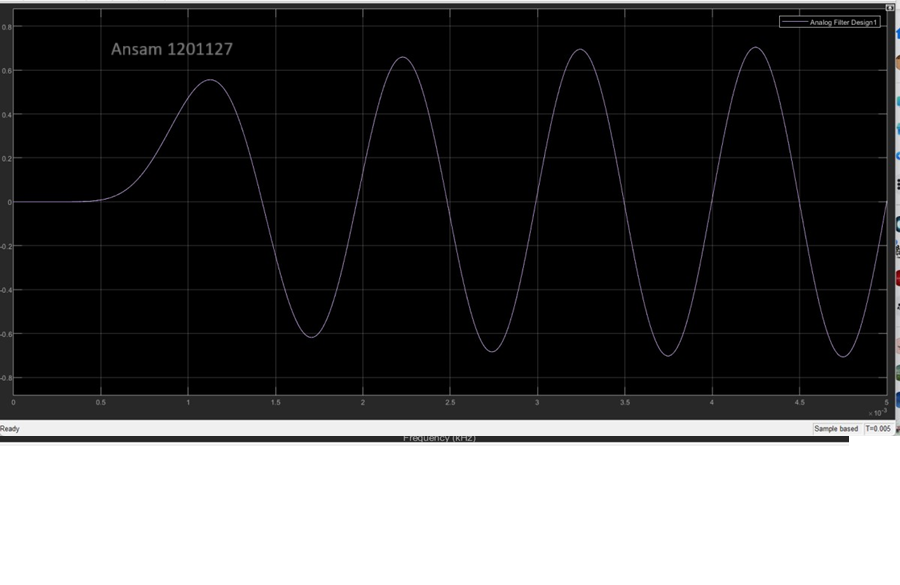 Analog Filter Design1
Ansam 1201127
0.8
0.6
0.4
0.2
0
-0.2
-0.4
-0.6
-0.8
0 0.5 1 1.5 2 2.5 3 3.5 4 4.5 5
×10⁻³
Ready Sample based T=0.005
Frequency (kHz)